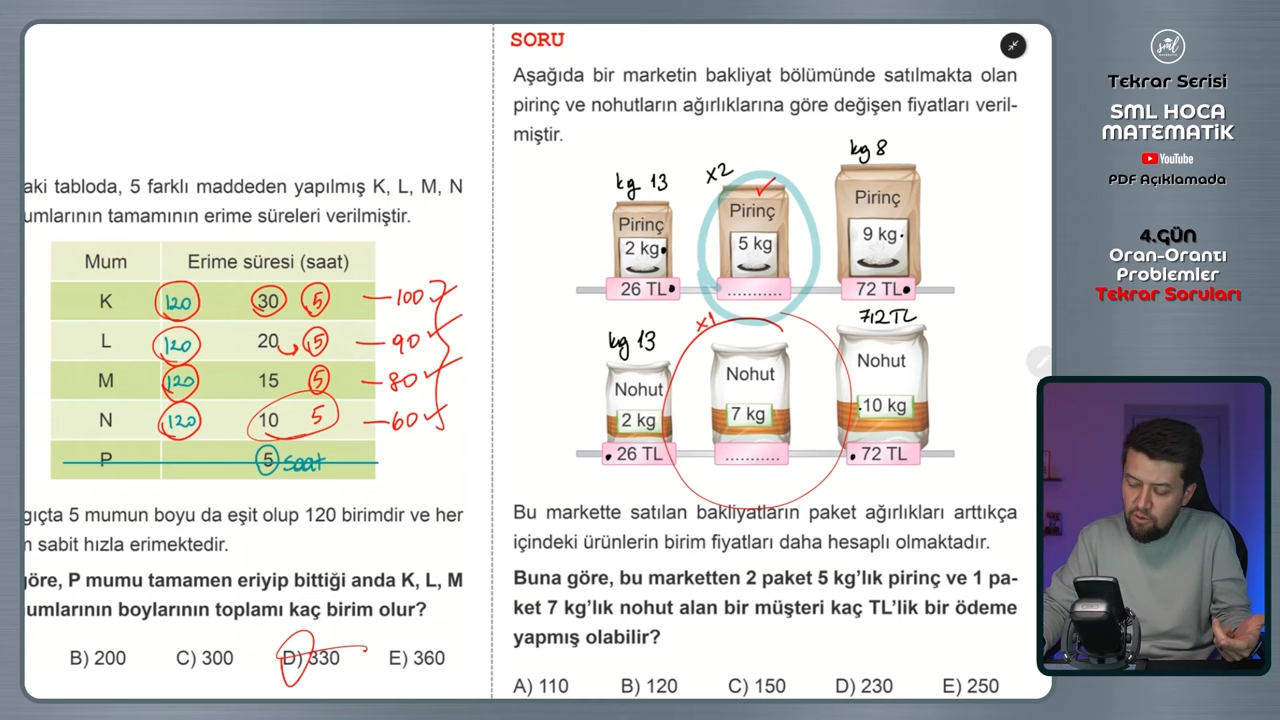 aki tabloda, 5 farklı maddeden yapılmış K, L, M, N
umlarının tamamının erime süreleri verilmiştir.
Mum Erime süresi (saat)
K 120 30 5 100
L 120 20 5 90
M 120 15 5 80
N 120 10 5 60
P 5 saat
gıçta 5 mumun boyu da eşit olup 120 birimdir ve her
n sabit hızla erimektedir.
göre, P mumu tamamen eriyip bittiği anda K, L, M
umlarının boylarının toplamı kaç birim olur?
B) 200 C) 300 D) 330 E) 360
SORU
Aşağıda bir marketin bakliyat bölümünde satılmakta olan
pirinç ve nohutların ağırlıklarına göre değişen fiyatları veril-
miştir.
kg 13 x2 kg 8
Pirinç Pirinç Pirinç
2 kg 5 kg 9 kg
26 TL ........... 72 TL
kg 13 x1 7,2 TL
Nohut Nohut Nohut
2 kg 7 kg 10 kg
26 TL ........... 72 TL
Bu markette satılan bakliyatların paket ağırlıkları arttıkça
içindeki ürünlerin birim fiyatları daha hesaplı olmaktadır.
Buna göre, bu marketten 2 paket 5 kg'lık pirinç ve 1 pa-
ket 7 kg'lık nohut alan bir müşteri kaç TL'lik bir ödeme
yapmış olabilir?
A) 110 B) 120 C) 150 D) 230 E) 250
sml
Tekrar Serisi
SML HOCA
MATEMATİK
YouTube
PDF Açıklamada
4.GÜN
Oran-Orantı
Problemler
Tekrar Soruları